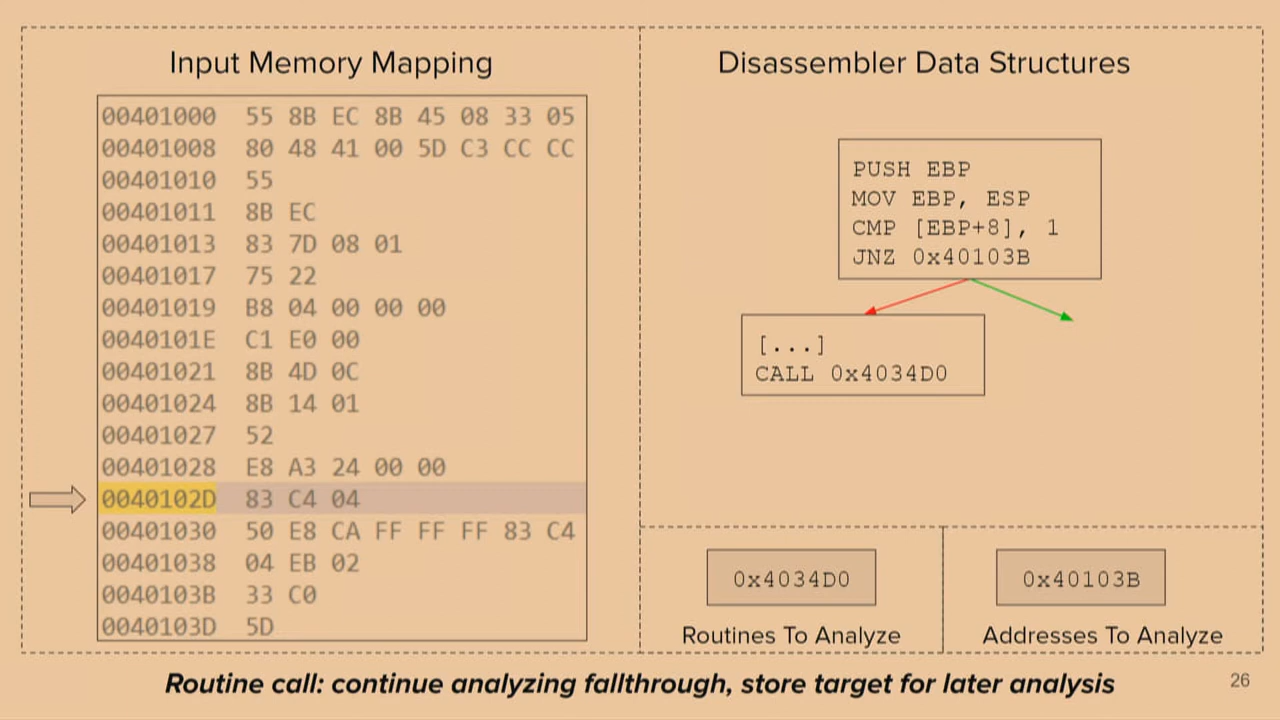 Input Memory Mapping
00401000 55 8B EC 8B 45 08 33 05
00401008 80 48 41 00 5D C3 CC CC
00401010 55
00401011 8B EC
00401013 83 7D 08 01
00401017 75 22
00401019 B8 04 00 00 00
0040101E C1 E0 00
00401021 8B 4D 0C
00401024 8B 14 01
00401027 52
00401028 E8 A3 24 00 00
0040102D 83 C4 04
00401030 50 E8 CA FF FF FF 83 C4
00401038 04 EB 02
0040103B 33 C0
0040103D 5D
Disassembler Data Structures
PUSH EBP
MOV EBP, ESP
CMP [EBP+8], 1
JNZ 0x40103B
[...]
CALL 0x4034D0
0x4034D0
Routines To Analyze
0x40103B
Addresses To Analyze
Routine call: continue analyzing fallthrough, store target for later analysis
26